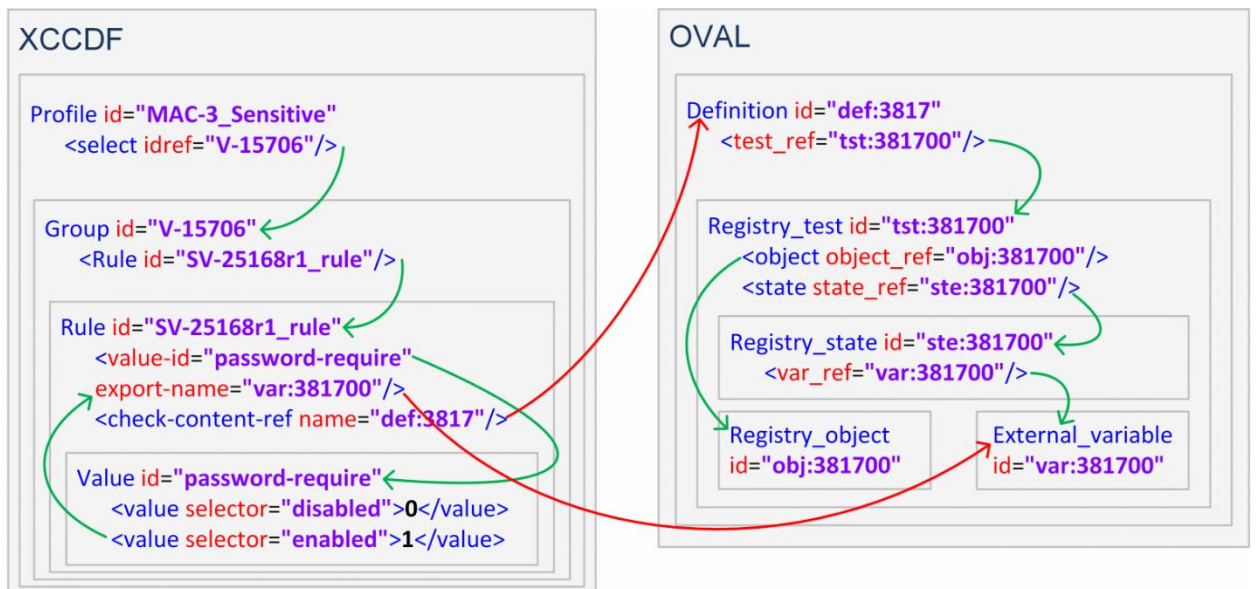 XCCDF
Profile id="MAC-3_Sensitive"
<select idref="V-15706"/>
Group id="V-15706"
<Rule id="SV-25168r1_rule"/>
Rule id="SV-25168r1_rule"
<value-id="password-require"
export-name="var:381700"/>
<check-content-ref name="def:3817"/>
Value id="password-require"
<value selector="disabled">0</value>
<value selector="enabled">1</value>
OVAL
Definition id="def:3817"
<test_ref="tst:381700"/>
Registry_test id="tst:381700"
<object object_ref="obj:381700"/>
<state state_ref="ste:381700"/>
Registry_state id="ste:381700"
<var_ref="var:381700"/>
Registry_object
id="obj:381700"
External_variable
id="var:381700"